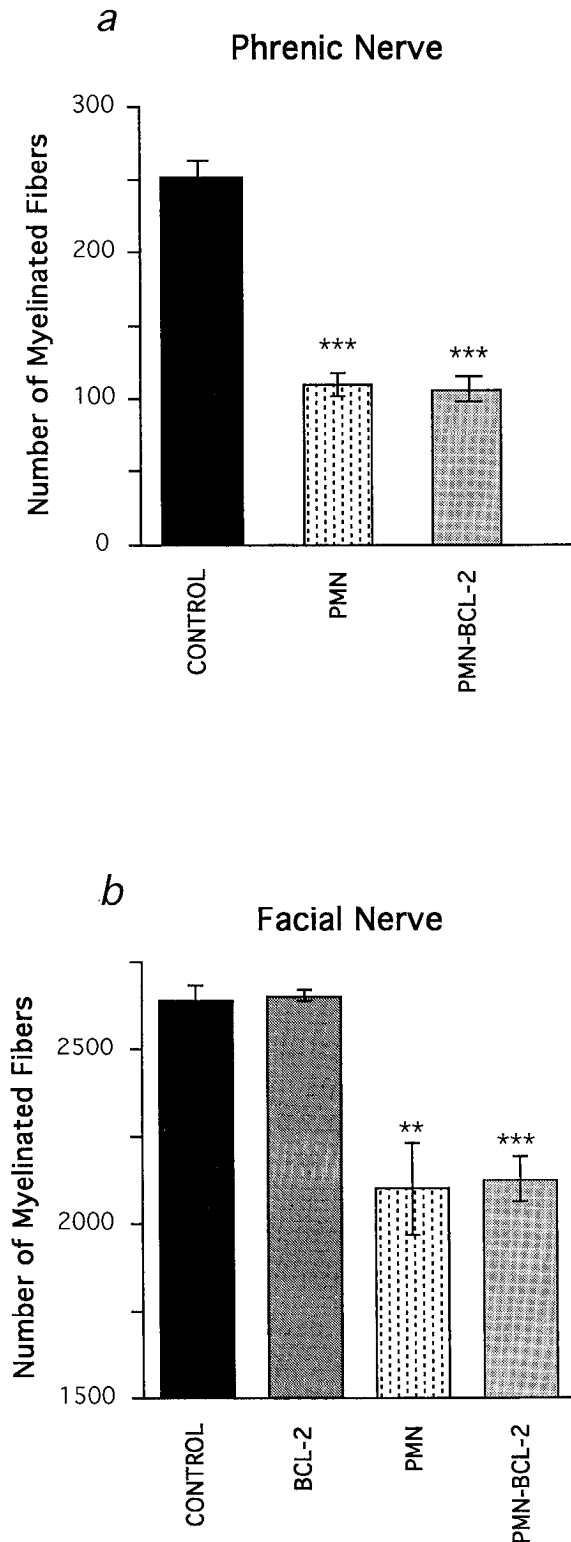 a
Phrenic Nerve
Number of Myelinated Fibers
300
200
100
0
***
***
CONTROL
PMN
PMN-BCL-2
b
Facial Nerve
Number of Myelinated Fibers
2500
2000
1500
**
***
CONTROL
BCL-2
PMN
PMN-BCL-2